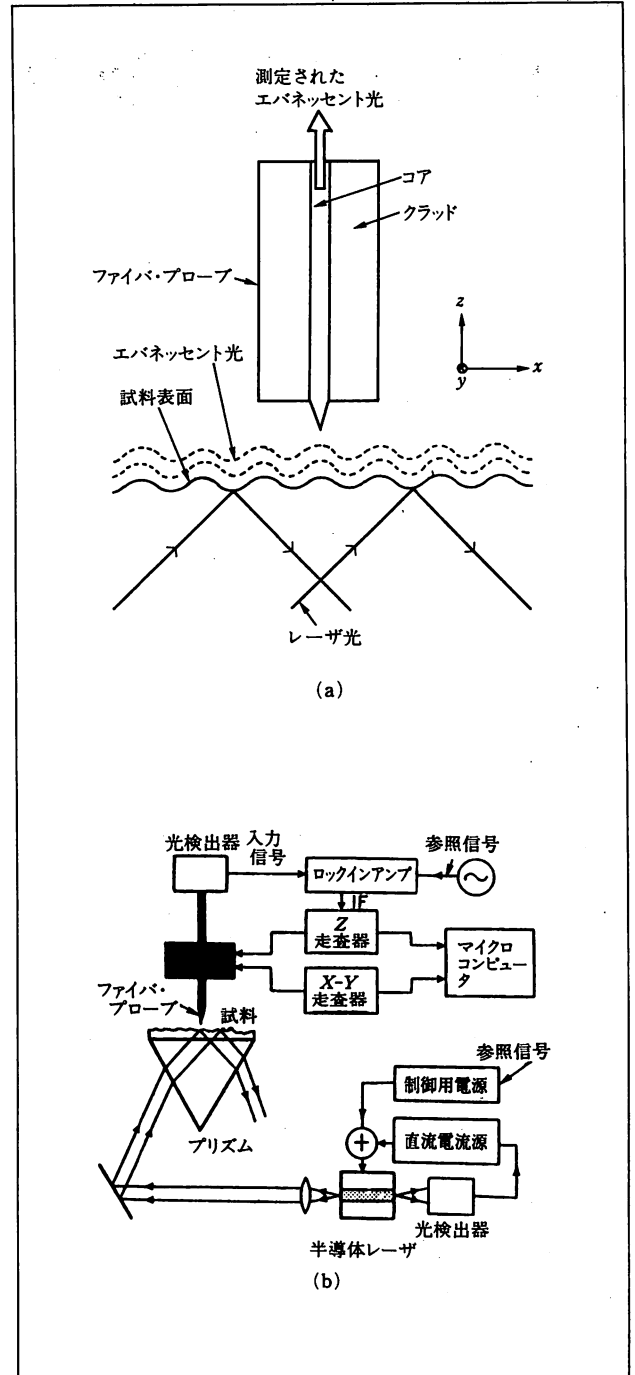 測定された
エバネッセント光
コア
クラッド
ファイバ・プローブ
z
x
y
エバネッセント光
試料表面
レーザ光
(a)
光検出器
入力
信号
ロックインアンプ
参照信号
IF
Z
走査器
マイクロ
コンピュー
タ
X-Y
走査器
ファイバ・
プローブ
試料
プリズム
参照信号
制御用電源
+
直流電流源
光検出器
半導体レーザ
(b)